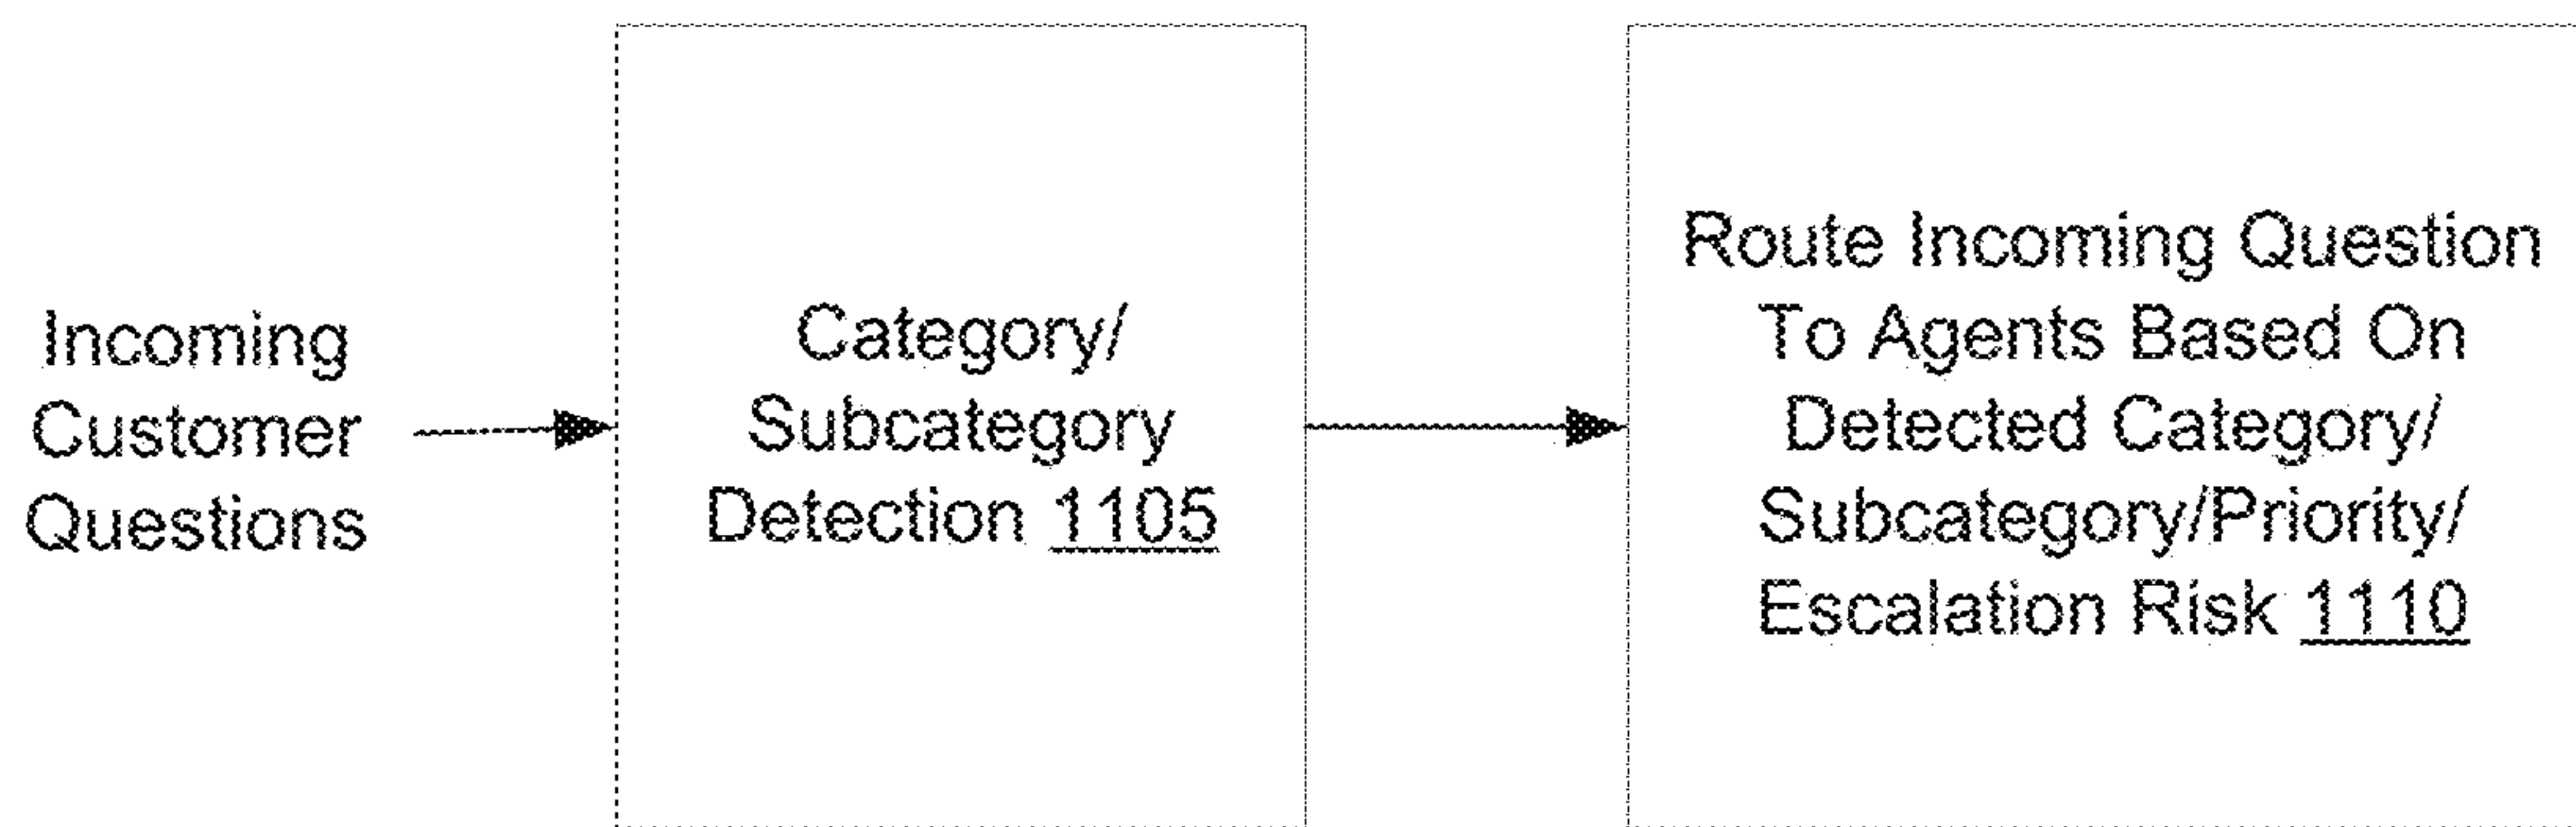 Incoming
Customer
Questions
Category/
Subcategory
Detection 1105
Route Incoming Question
To Agents Based On
Detected Category/
Subcategory/Priority/
Escalation Risk 1110